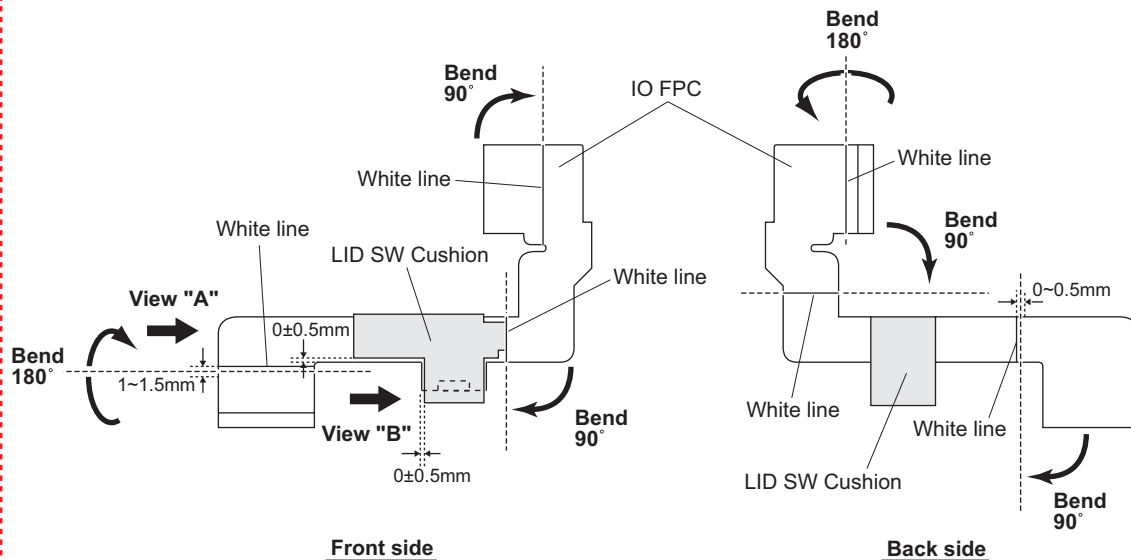 Bend
180°
Bend
90°
IO FPC
White line
White line
White line
Bend
90°
LID SW Cushion
White line
View "A"
0±0.5mm
0~0.5mm
Bend
180°
1~1.5mm
View "B"
Bend
90°
0±0.5mm
White line
White line
LID SW Cushion
Bend
90°
Front side
Back side